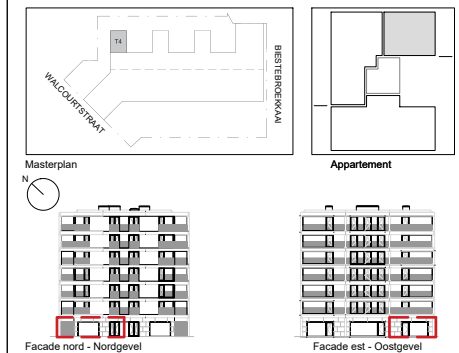 T4
WALCOURTSTRAAT
BIESTEBROEKKAAI
Masterplan
Appartement
N
Facade nord - Nordgevel
Facade est - Oostgevel